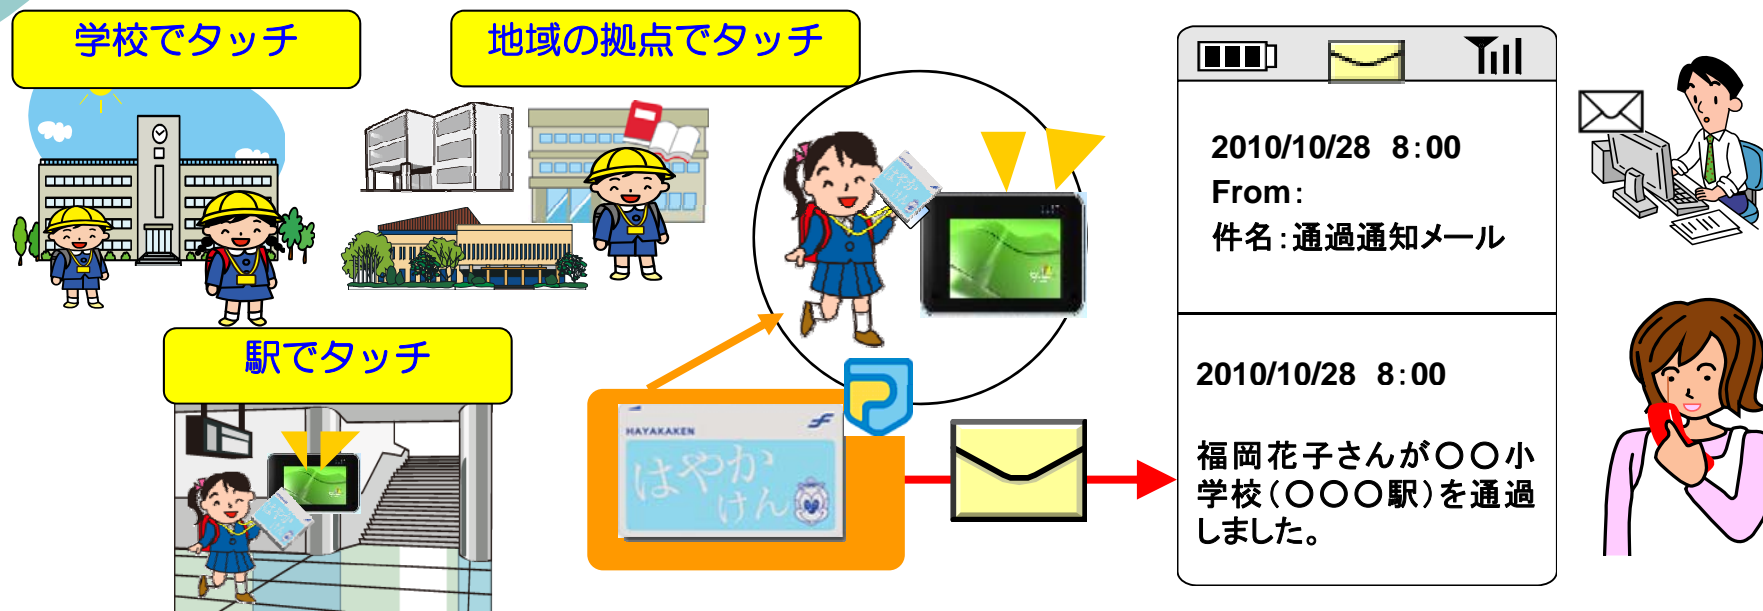 学校でタッチ
地域の拠点でタッチ
駅でタッチ
HAYAKAKEN
はやか
けん
2010/10/28 8:00
From:
件名:通過通知メール
2010/10/28 8:00
福岡花子さんが〇〇小
学校(〇〇〇駅)を通過
しました。